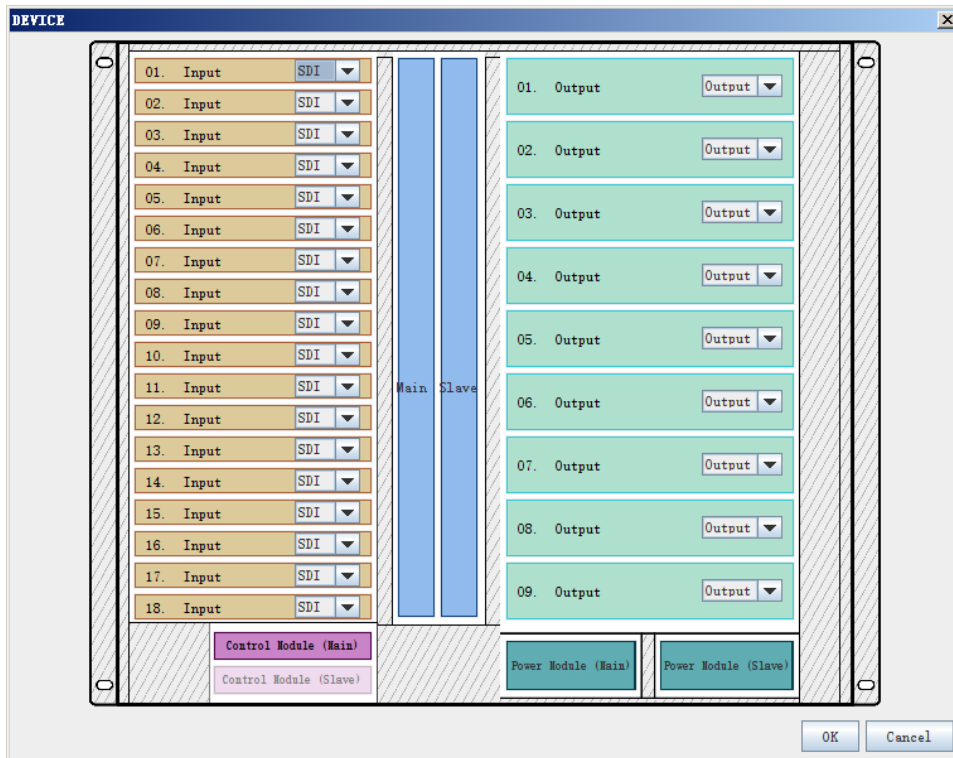 DEVICE
01. Input SDI
02. Input SDI
03. Input SDI
04. Input SDI
05. Input SDI
06. Input SDI
07. Input SDI
08. Input SDI
09. Input SDI
10. Input SDI
11. Input SDI
12. Input SDI
13. Input SDI
14. Input SDI
15. Input SDI
16. Input SDI
17. Input SDI
18. Input SDI
Control Module (Main)
Control Module (Slave)
Main Slave
01. Output Output
02. Output Output
03. Output Output
04. Output Output
05. Output Output
06. Output Output
07. Output Output
08. Output Output
09. Output Output
Power Module (Main) Power Module (Slave)
OK Cancel